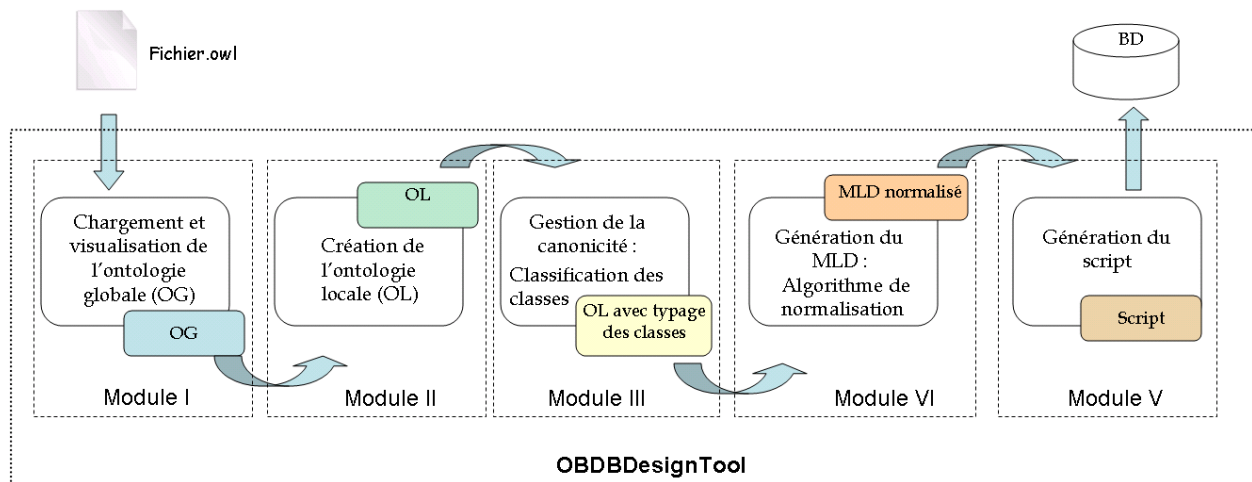 Fichier.owl
BD
Chargement et
visualisation de
l'ontologie
globale (OG)
OG
Module I
OL
Création de
l'ontologie
locale (OL)
Module II
Gestion de la
canonicité :
Classification des
classes
OL avec typage
des classes
Module III
MLD normalisé
Génération du
MLD :
Algorithme de
normalisation
Module VI
Génération du
script
Script
Module V
OBDBDesignTool